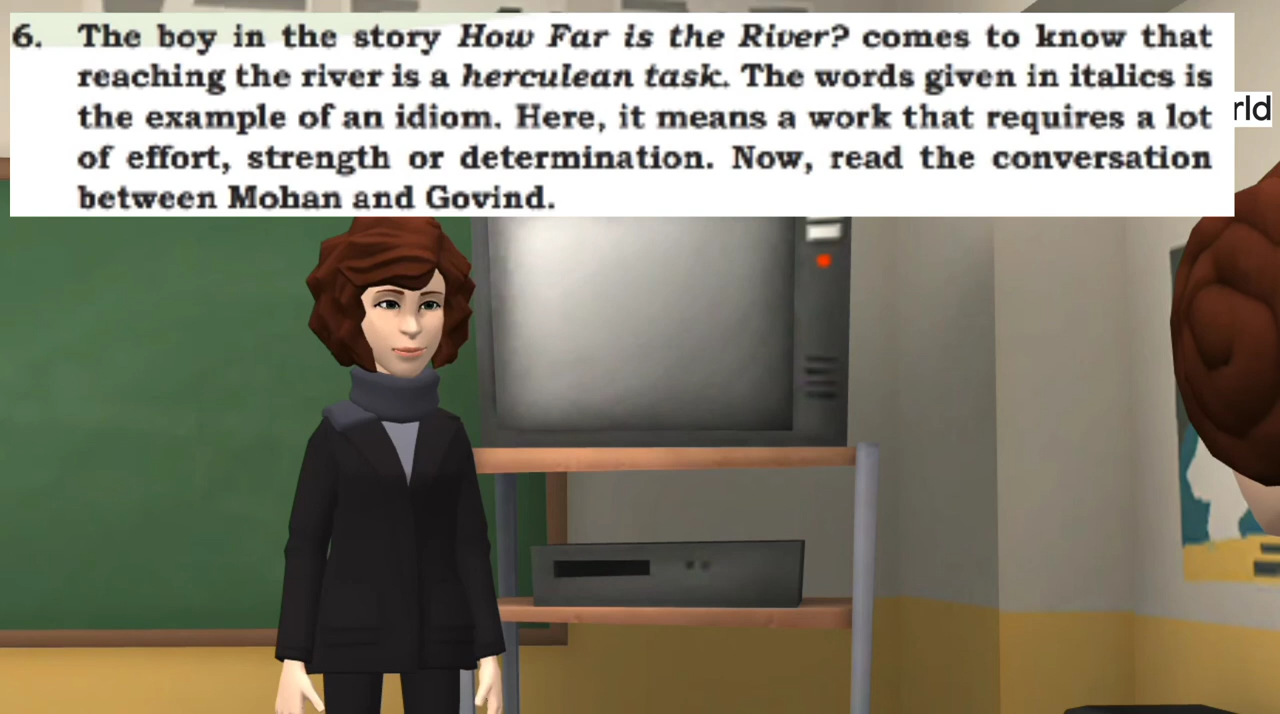 6. The boy in the story How Far is the River? comes to know that
reaching the river is a herculean task. The words given in italics is
the example of an idiom. Here, it means a work that requires a lot
of effort, strength or determination. Now, read the conversation
between Mohan and Govind.